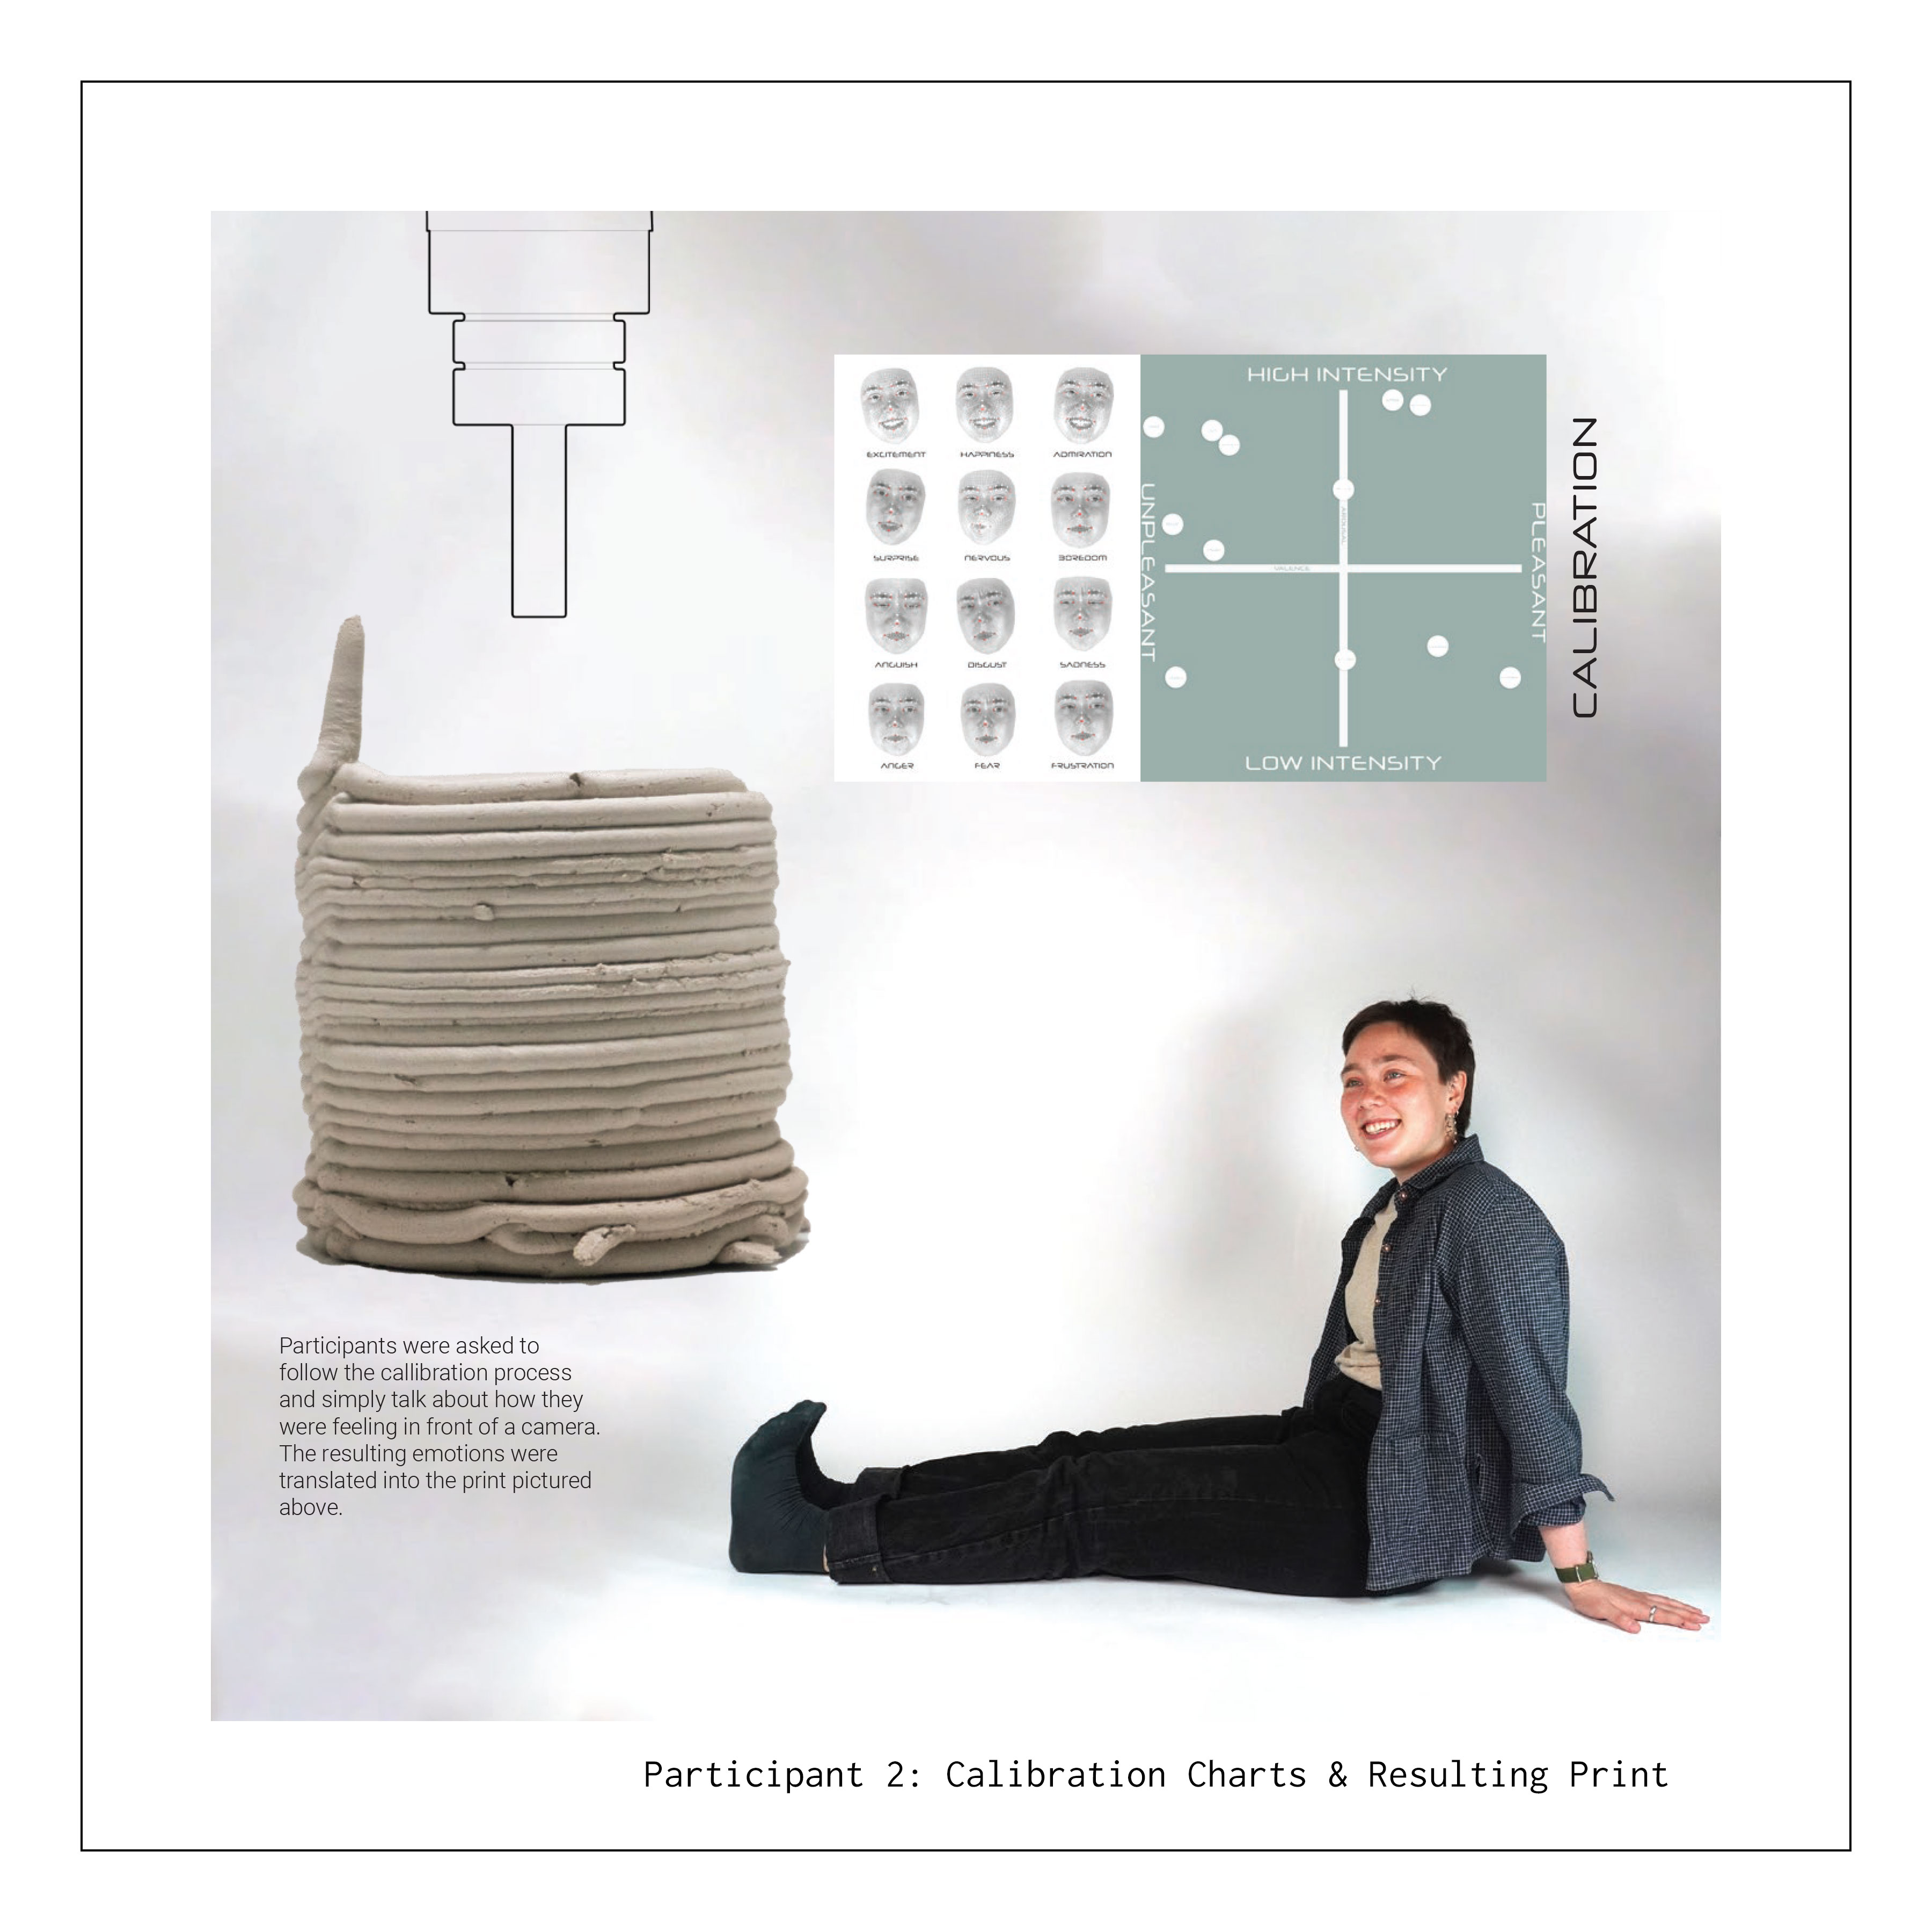 EXCITEMENT HAPPINESS ADMIRATION
SURPRISE NERVOUS BOREDOM
ANGUISH DISGUST SADNESS
ANGER FEAR FRUSTRATION
HIGH INTENSITY
UNPLEASANT
AROUSAL
VALENCE
PLEASANT
LOW INTENSITY
CALIBRATION
Participants were asked to
follow the callibration process
and simply talk about how they
were feeling in front of a camera.
The resulting emotions were
translated into the print pictured
above.
Participant 2: Calibration Charts & Resulting Print